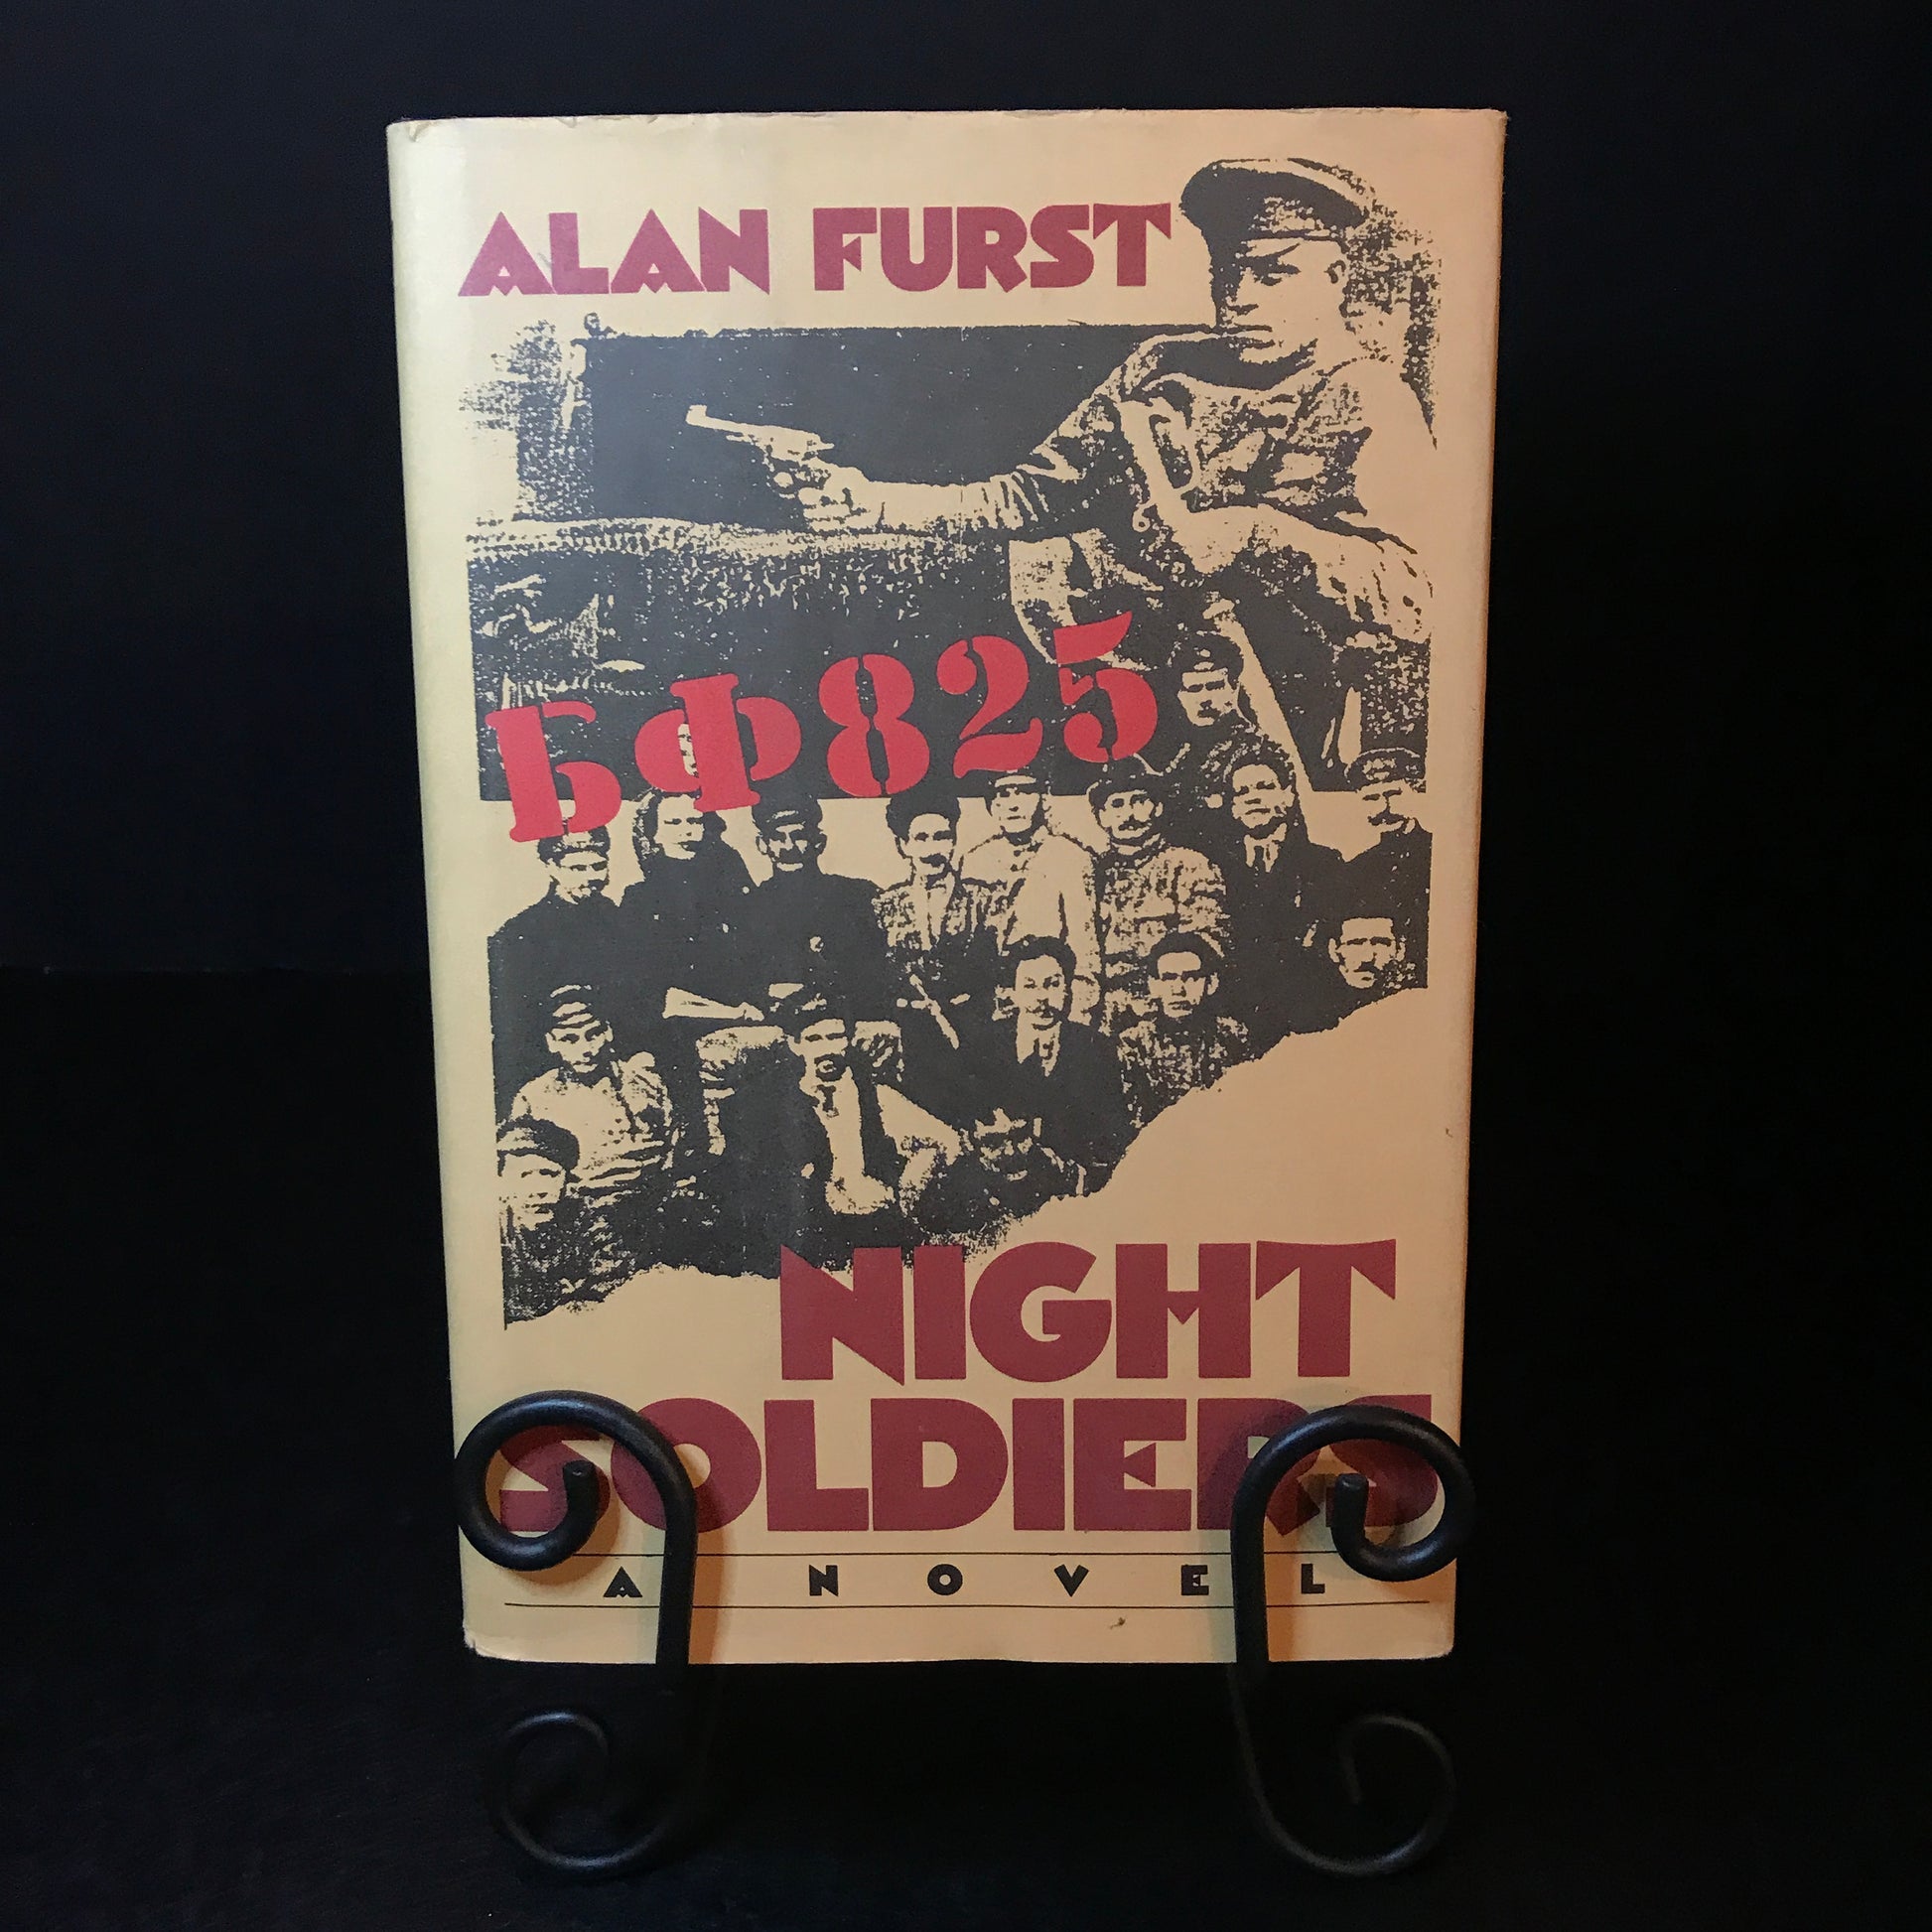 ALAN FURST
БФ825
NIGHT
SOLDIERS
A NOVEL